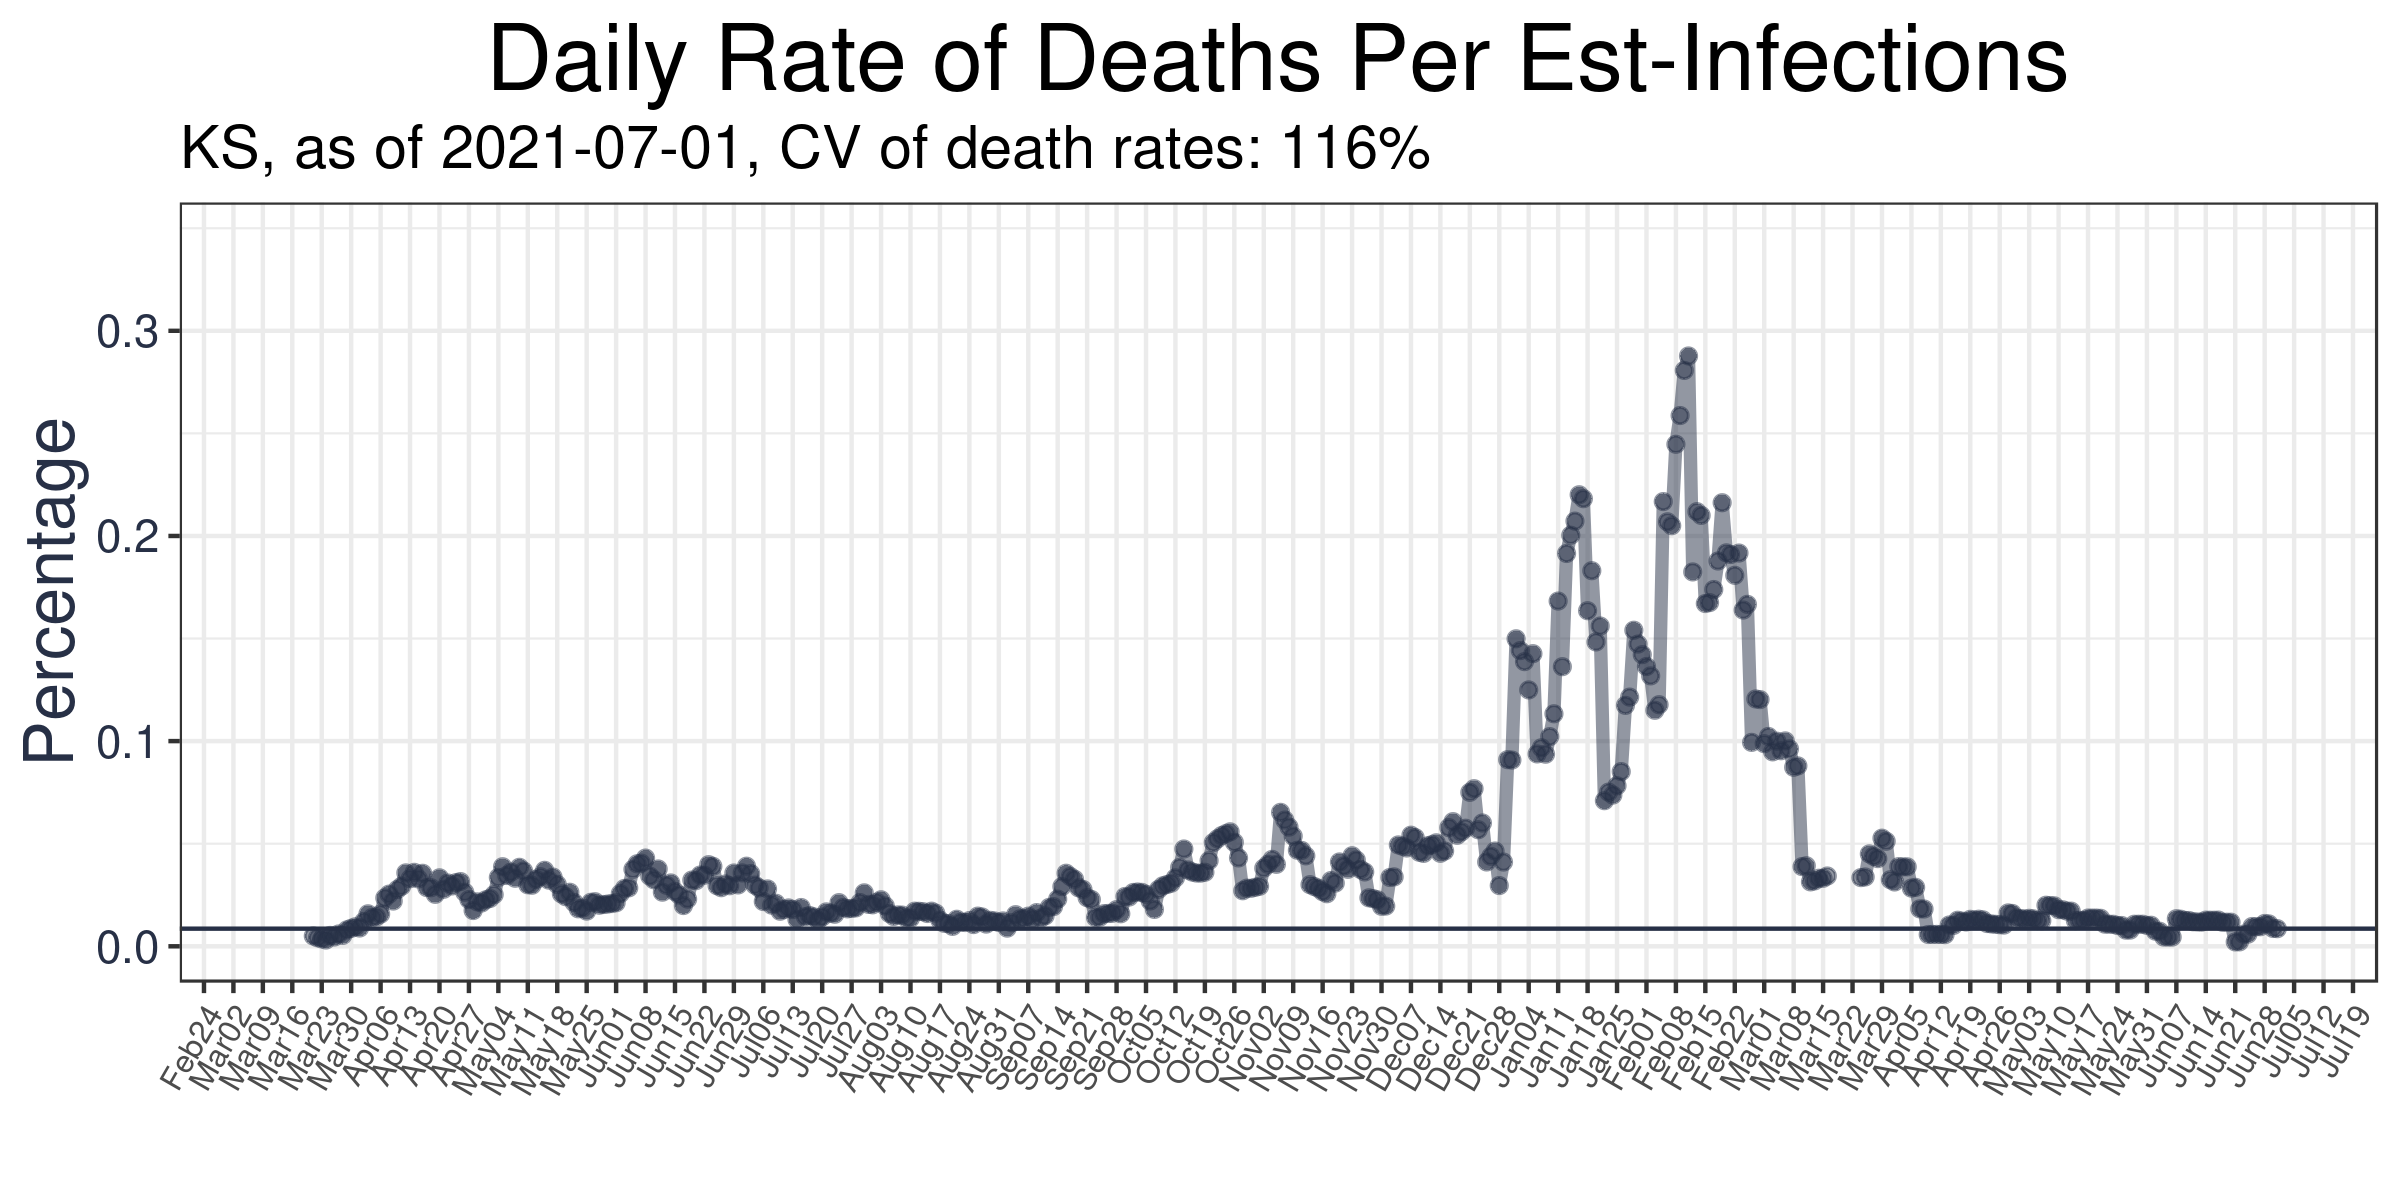 Daily Rate of Deaths Per Est-Infections
KS, as of 2021-07-01, CV of death rates: 116%
Percentage
0.3
0.2
0.1
0.0
Feb24
Mar02
Mar09
Mar16
Mar23
Mar30
Apr06
Apr13
Apr20
Apr27
May04
May11
May18
May25
Jun01
Jun08
Jun15
Jun22
Jun29
Jul06
Jul13
Jul20
Jul27
Aug03
Aug10
Aug17
Aug24
Aug31
Sep07
Sep14
Sep21
Sep28
Oct05
Oct12
Oct19
Oct26
Nov02
Nov09
Nov16
Nov23
Nov30
Dec07
Dec14
Dec21
Dec28
Jan04
Jan11
Jan18
Jan25
Feb01
Feb08
Feb15
Feb22
Mar01
Mar08
Mar15
Mar22
Mar29
Apr05
Apr12
Apr19
Apr26
May03
May10
May17
May24
May31
Jun07
Jun14
Jun21
Jun28
Jul05
Jul12
Jul19